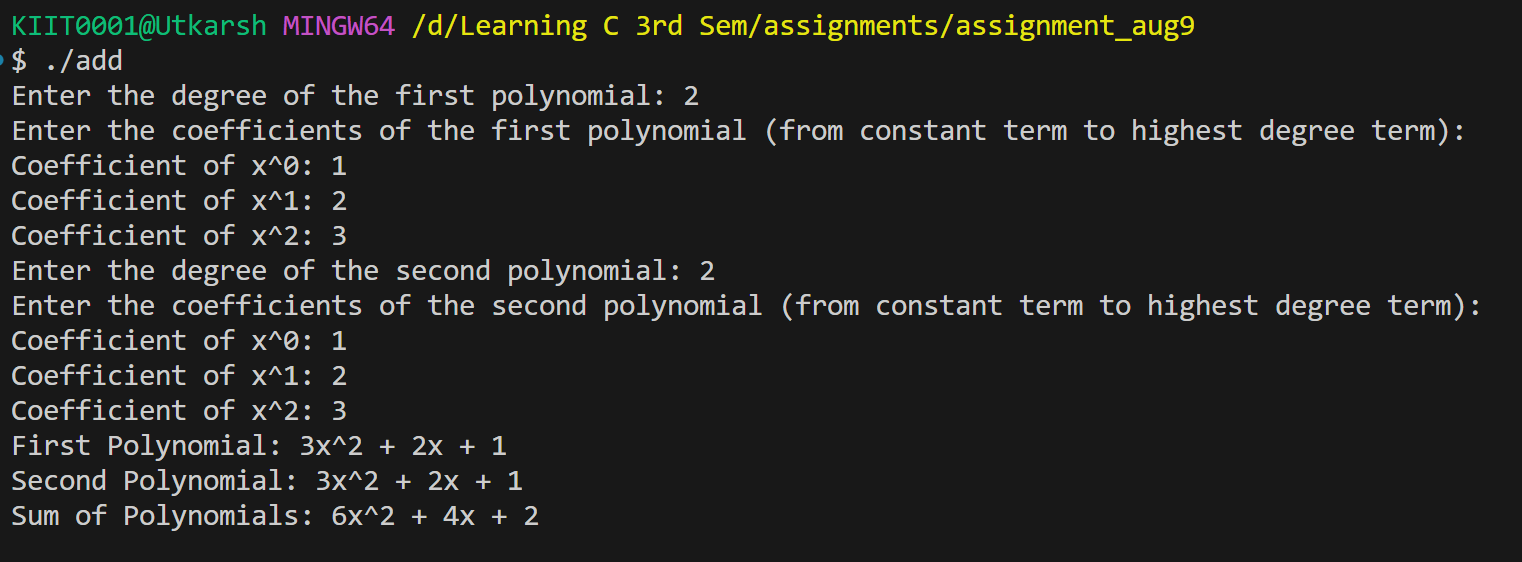 KIIT0001@Utkarsh MINGW64 /d/Learning C 3rd Sem/assignments/assignment_aug9
$ ./add
Enter the degree of the first polynomial: 2
Enter the coefficients of the first polynomial (from constant term to highest degree term):
Coefficient of x^0: 1
Coefficient of x^1: 2
Coefficient of x^2: 3
Enter the degree of the second polynomial: 2
Enter the coefficients of the second polynomial (from constant term to highest degree term):
Coefficient of x^0: 1
Coefficient of x^1: 2
Coefficient of x^2: 3
First Polynomial: 3x^2 + 2x + 1
Second Polynomial: 3x^2 + 2x + 1
Sum of Polynomials: 6x^2 + 4x + 2